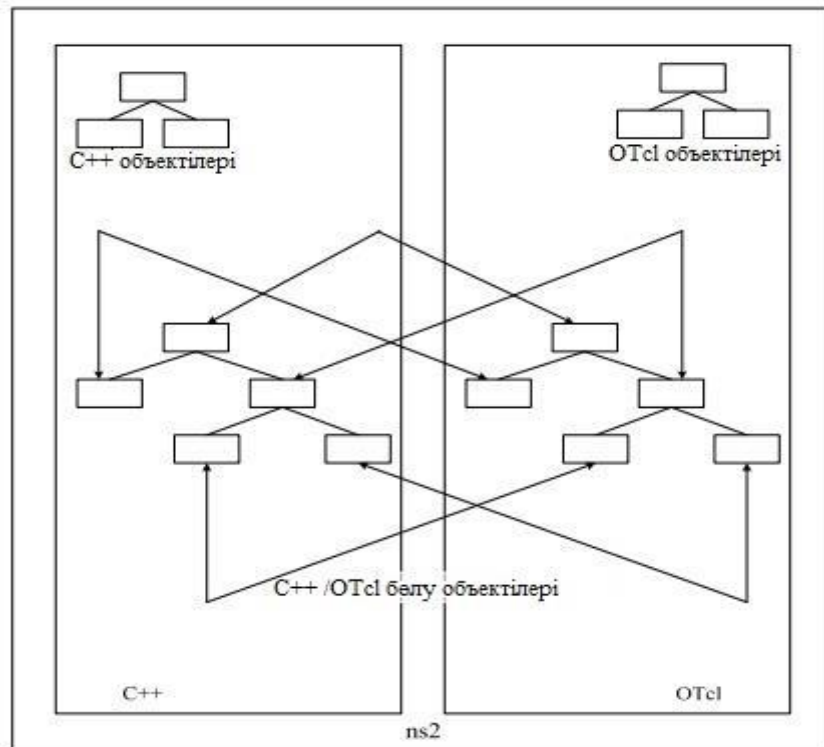 C++ объектілері
OTcl объектілері
C++ /OTcl бөлу объектілері
C++
OTcl
ns2